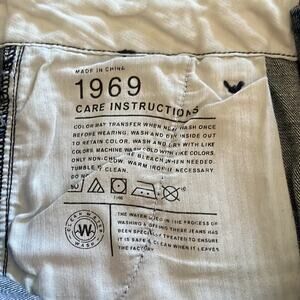 MADE IN CHINA
1969
CARE INSTRUCTIONS
COLOR MAY TRANSFER WHEN NEW. WASH ONCE
BEFORE WEARING. WASH AND DRY INSIDE OUT
TO RETAIN COLOR. WASH AND DRY WITH LIKE
COLORS. MACHINE WASH COLD WITH LIKE COLORS.
ONLY NON-CHLORINE BLEACH WHEN NEEDED.
TUMBLE DRY. WARM IRON IF NECESSARY.
CLEAN.
CLEAN WATER
W
WASH
THE WATER USED IN THE PROCESS OF
WASHING & DYEING THESE JEANS HAS
BEEN SPECIALLY TREATED TO ENSURE
IT IS SAFE & CLEAN WHEN IT LEAVES
THE FACTORY.